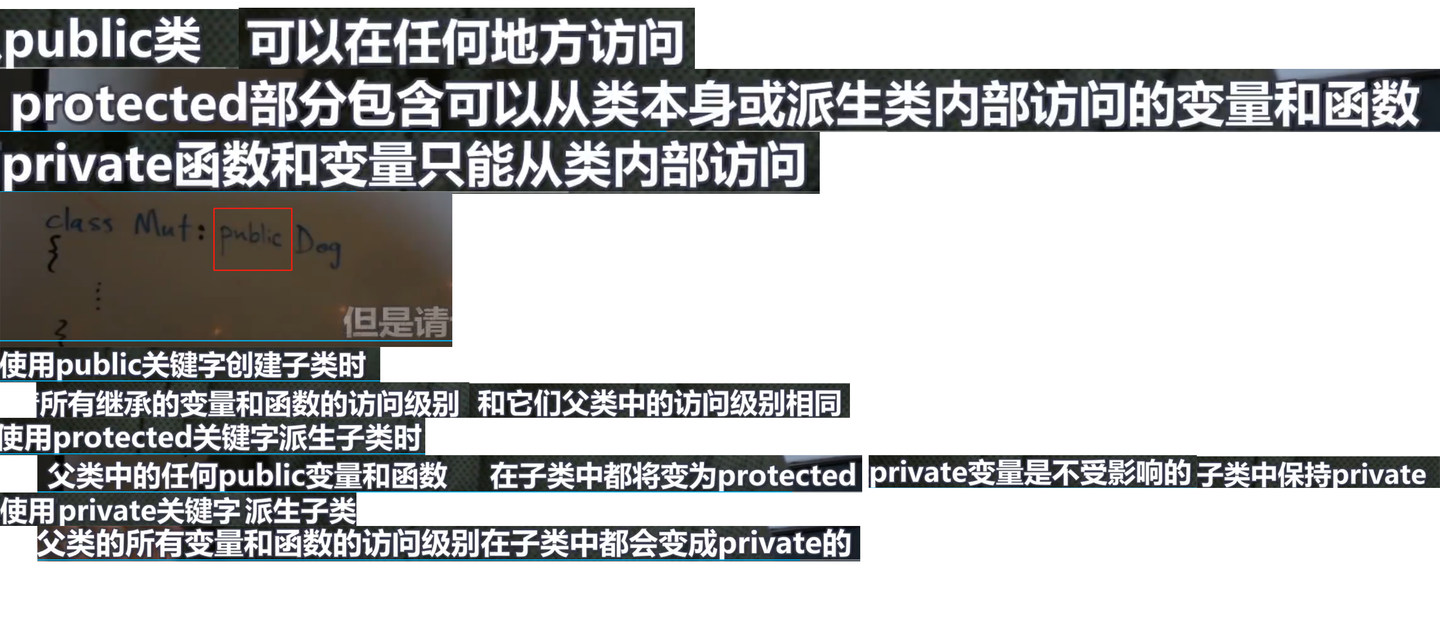 public类 可以在任何地方访问
protected部分包含可以从类本身或派生类内部访问的变量和函数
private函数和变量只能从类内部访问
class Mut: public Dog
{
⋮
}
但是请
使用public关键字创建子类时
所有继承的变量和函数的访问级别 和它们父类中的访问级别相同
使用protected关键字派生子类时
父类中的任何public变量和函数 在子类中都将变为protected private变量是不受影响的 子类中保持private
使用private关键字 派生子类
父类的所有变量和函数的访问级别在子类中都会变成private的